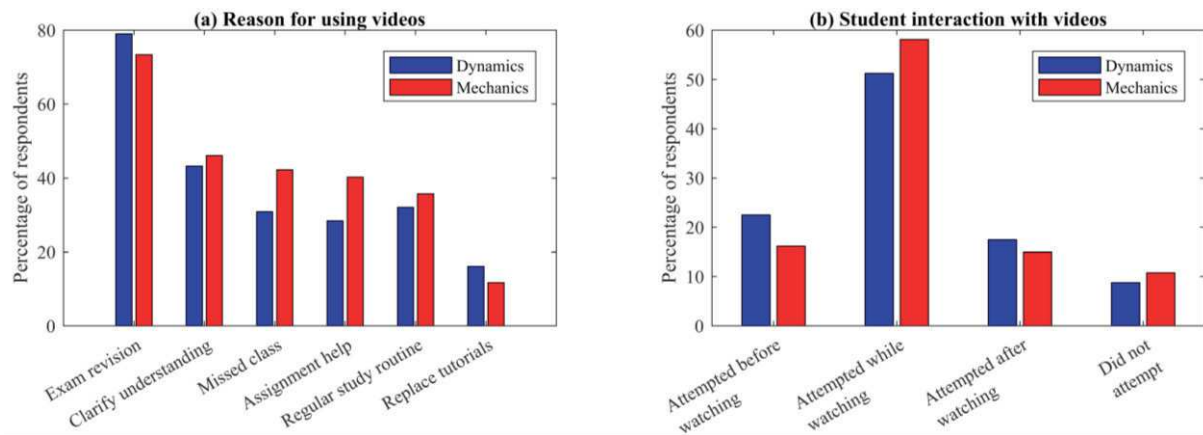 (a) Reason for using videos
Percentage of respondents
80
60
40
20
0
Dynamics
Mechanics
Exam revision
Clarify understanding
Missed class
Assignment help
Regular study routine
Replace tutorials
(b) Student interaction with videos
Percentage of respondents
60
50
40
30
20
10
0
Dynamics
Mechanics
Attempted before
watching
Attempted while
watching
Attempted after
watching
Did not
attempt